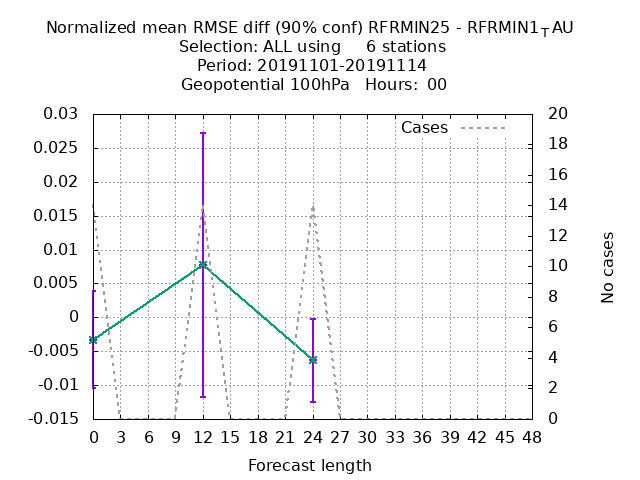 Normalized mean RMSE diff (90% conf) RFRMIN25 - RFRMIN1TAU
Selection: ALL using     6 stations
Period: 20191101-20191114
Geopotential 100hPa   Hours:  00
Cases
0.03
0.025
0.02
0.015
0.01
0.005
0
-0.005
-0.01
-0.015
20
18
16
14
12
10
8
6
4
2
0
No cases
0 3 6 9 12 15 18 21 24 27 30 33 36 39 42 45 48
Forecast length